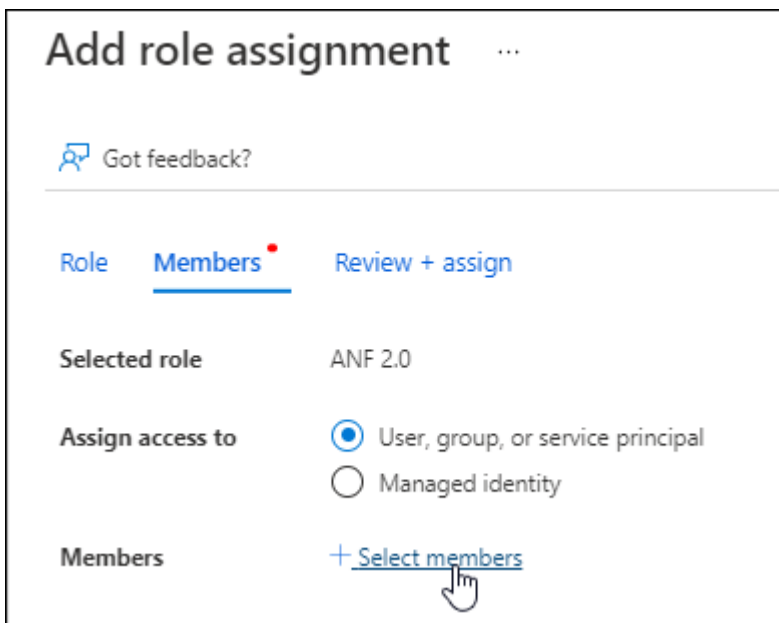 Add role assignment ...
Got feedback?
Role Members Review + assign
Selected role ANF 2.0
Assign access to User, group, or service principal
Managed identity
Members + Select members